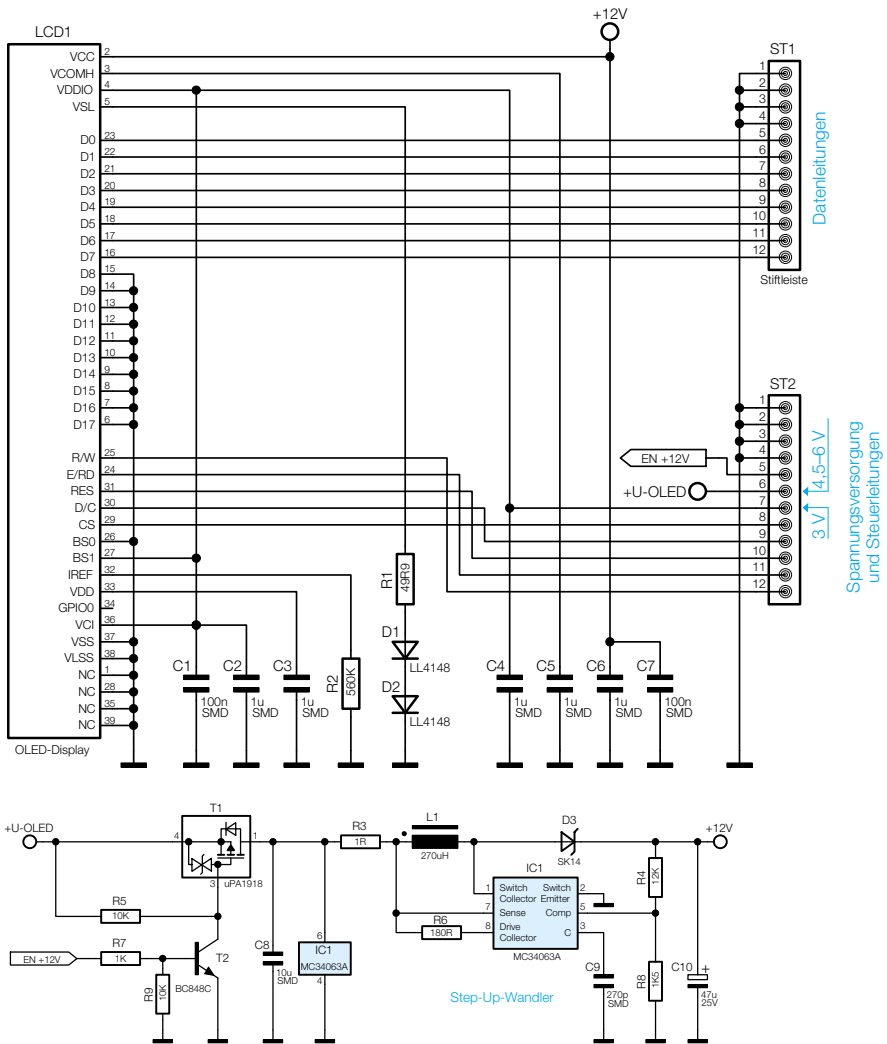 LCD1
+12V
ST1
VCC 2
VCOMH 3
VDDIO 4
VSL 5
D0 23
D1 22
D2 21
D3 20
D4 19
D5 18
D6 17
D7 16
D8 15
D9 14
D10 13
D11 12
D12 11
D13 10
D14 9
D15 8
D16 7
D17 6
R/W 25
E/RD 24
RES 31
D/C 30
CS 29
BS0 26
BS1 27
IREF 32
VDD 33
GPIO0 34
VCI 36
VSS 37
VLSS 38
NC 1
NC 28
NC 35
NC 39
OLED-Display
1
2
3
4
5
6
7
8
9
10
11
12
Stiftleiste
Datenleitungen
ST2
1
2
3
4
5
6
7
8
9
10
11
12
EN +12V
+U-OLED
4,5–6 V
3 V
Spannungsversorgung
und Steuerleitungen
C1
100n
SMD
C2
1u
SMD
C3
1u
SMD
R2
560K
R1
49R9
D1
LL4148
D2
LL4148
C4
1u
SMD
C5
1u
SMD
C6
1u
SMD
C7
100n
SMD
+U-OLED
T1
4
1
3
uPA1918
R5
10K
EN +12V
R7
1K
R9
10K
T2
BC848C
C8
10u
SMD
6
IC1
MC34063A
4
R3
1R
L1
270uH
D3
SK14
+12V
IC1
1 Switch Collector
Switch Emitter 2
7 Sense
Comp 5
8 Drive Collector
C 3
MC34063A
R6
180R
R4
12K
R8
1K5
C9
270p
SMD
C10
+
47u
25V
Step-Up-Wandler